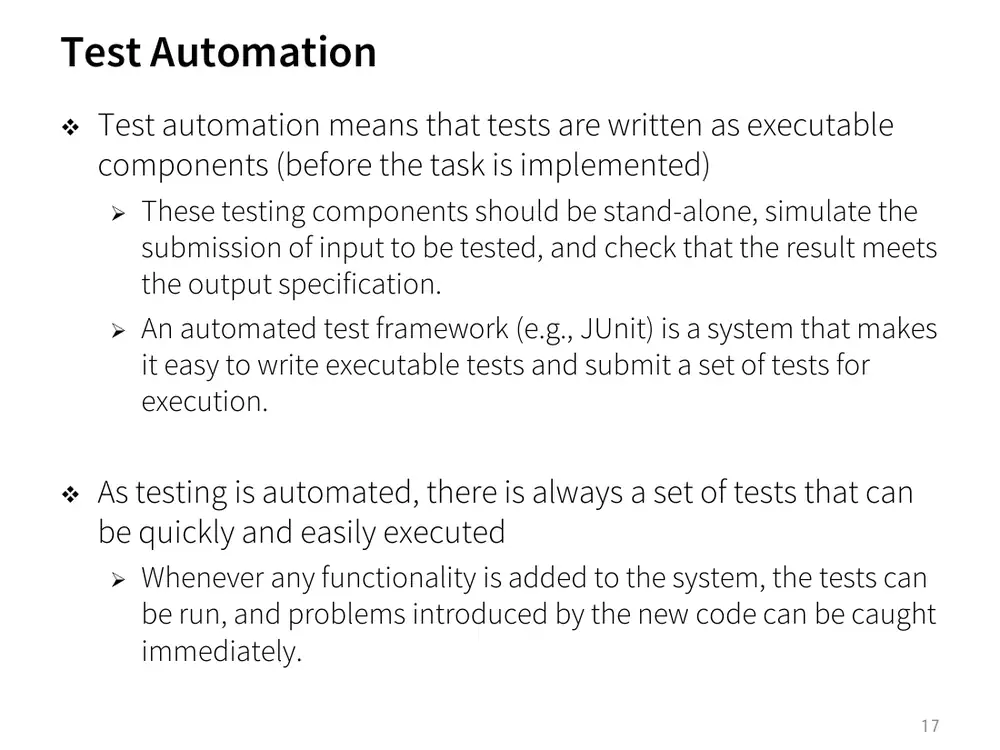 Test Automation
❖ Test automation means that tests are written as executable
components (before the task is implemented)
➢ These testing components should be stand-alone, simulate the
submission of input to be tested, and check that the result meets
the output specification.
➢ An automated test framework (e.g., JUnit) is a system that makes
it easy to write executable tests and submit a set of tests for
execution.
❖ As testing is automated, there is always a set of tests that can
be quickly and easily executed
➢ Whenever any functionality is added to the system, the tests can
be run, and problems introduced by the new code can be caught
immediately.
17